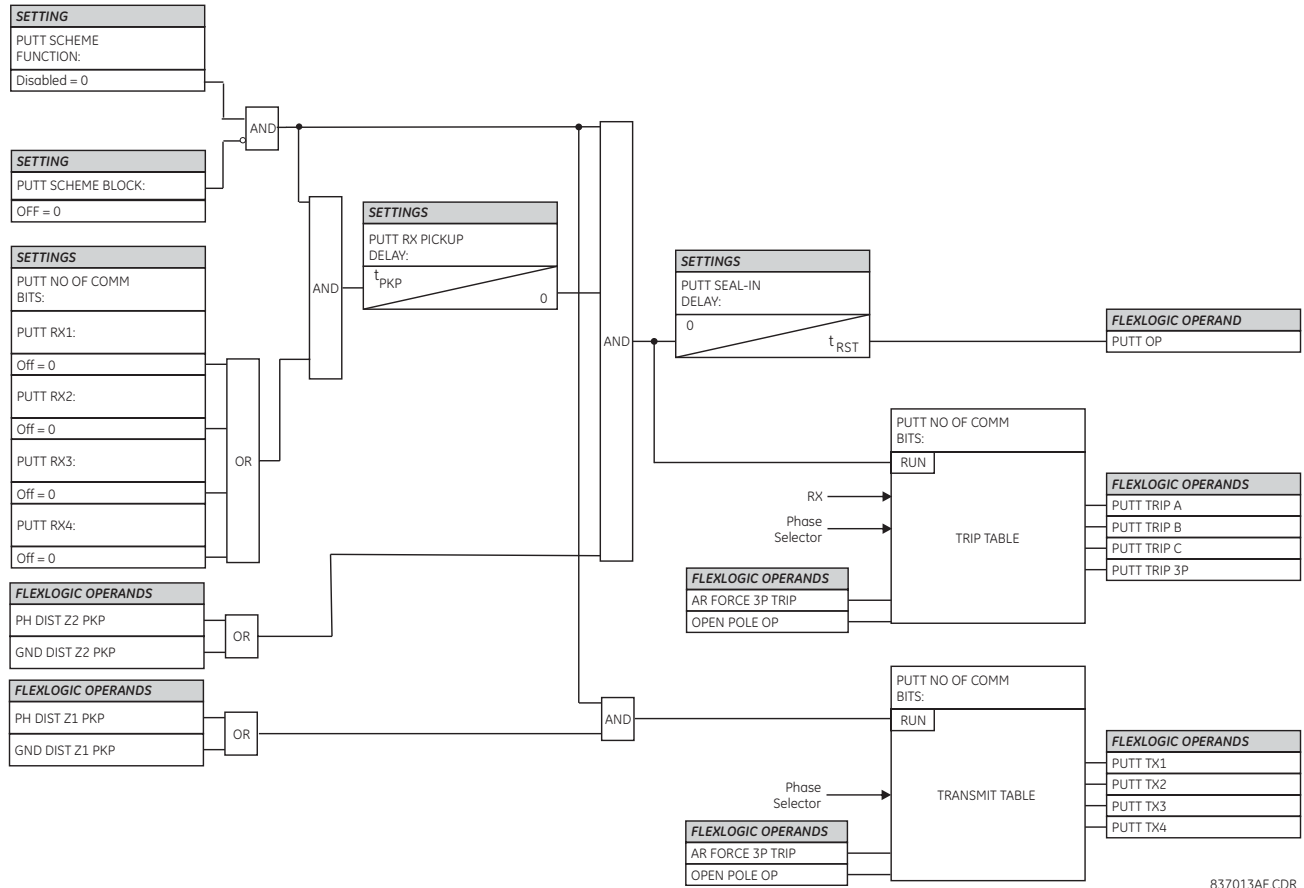 SETTING
PUTT SCHEME
FUNCTION:
Disabled = 0
AND
SETTING
PUTT SCHEME BLOCK:
OFF = 0
SETTINGS
PUTT NO OF COMM
BITS:
PUTT RX1:
Off = 0
PUTT RX2:
Off = 0
PUTT RX3:
Off = 0
PUTT RX4:
Off = 0
OR
AND
SETTINGS
PUTT RX PICKUP
DELAY:
tPKP
0
FLEXLOGIC OPERANDS
PH DIST Z2 PKP
GND DIST Z2 PKP
OR
FLEXLOGIC OPERANDS
PH DIST Z1 PKP
GND DIST Z1 PKP
OR
AND
AND
SETTINGS
PUTT SEAL-IN
DELAY:
0
tRST
FLEXLOGIC OPERAND
PUTT OP
PUTT NO OF COMM
BITS:
RUN
RX
Phase
Selector
TRIP TABLE
FLEXLOGIC OPERANDS
AR FORCE 3P TRIP
OPEN POLE OP
FLEXLOGIC OPERANDS
PUTT TRIP A
PUTT TRIP B
PUTT TRIP C
PUTT TRIP 3P
PUTT NO OF COMM
BITS:
RUN
Phase
Selector
TRANSMIT TABLE
FLEXLOGIC OPERANDS
AR FORCE 3P TRIP
OPEN POLE OP
FLEXLOGIC OPERANDS
PUTT TX1
PUTT TX2
PUTT TX3
PUTT TX4
837013AE.CDR